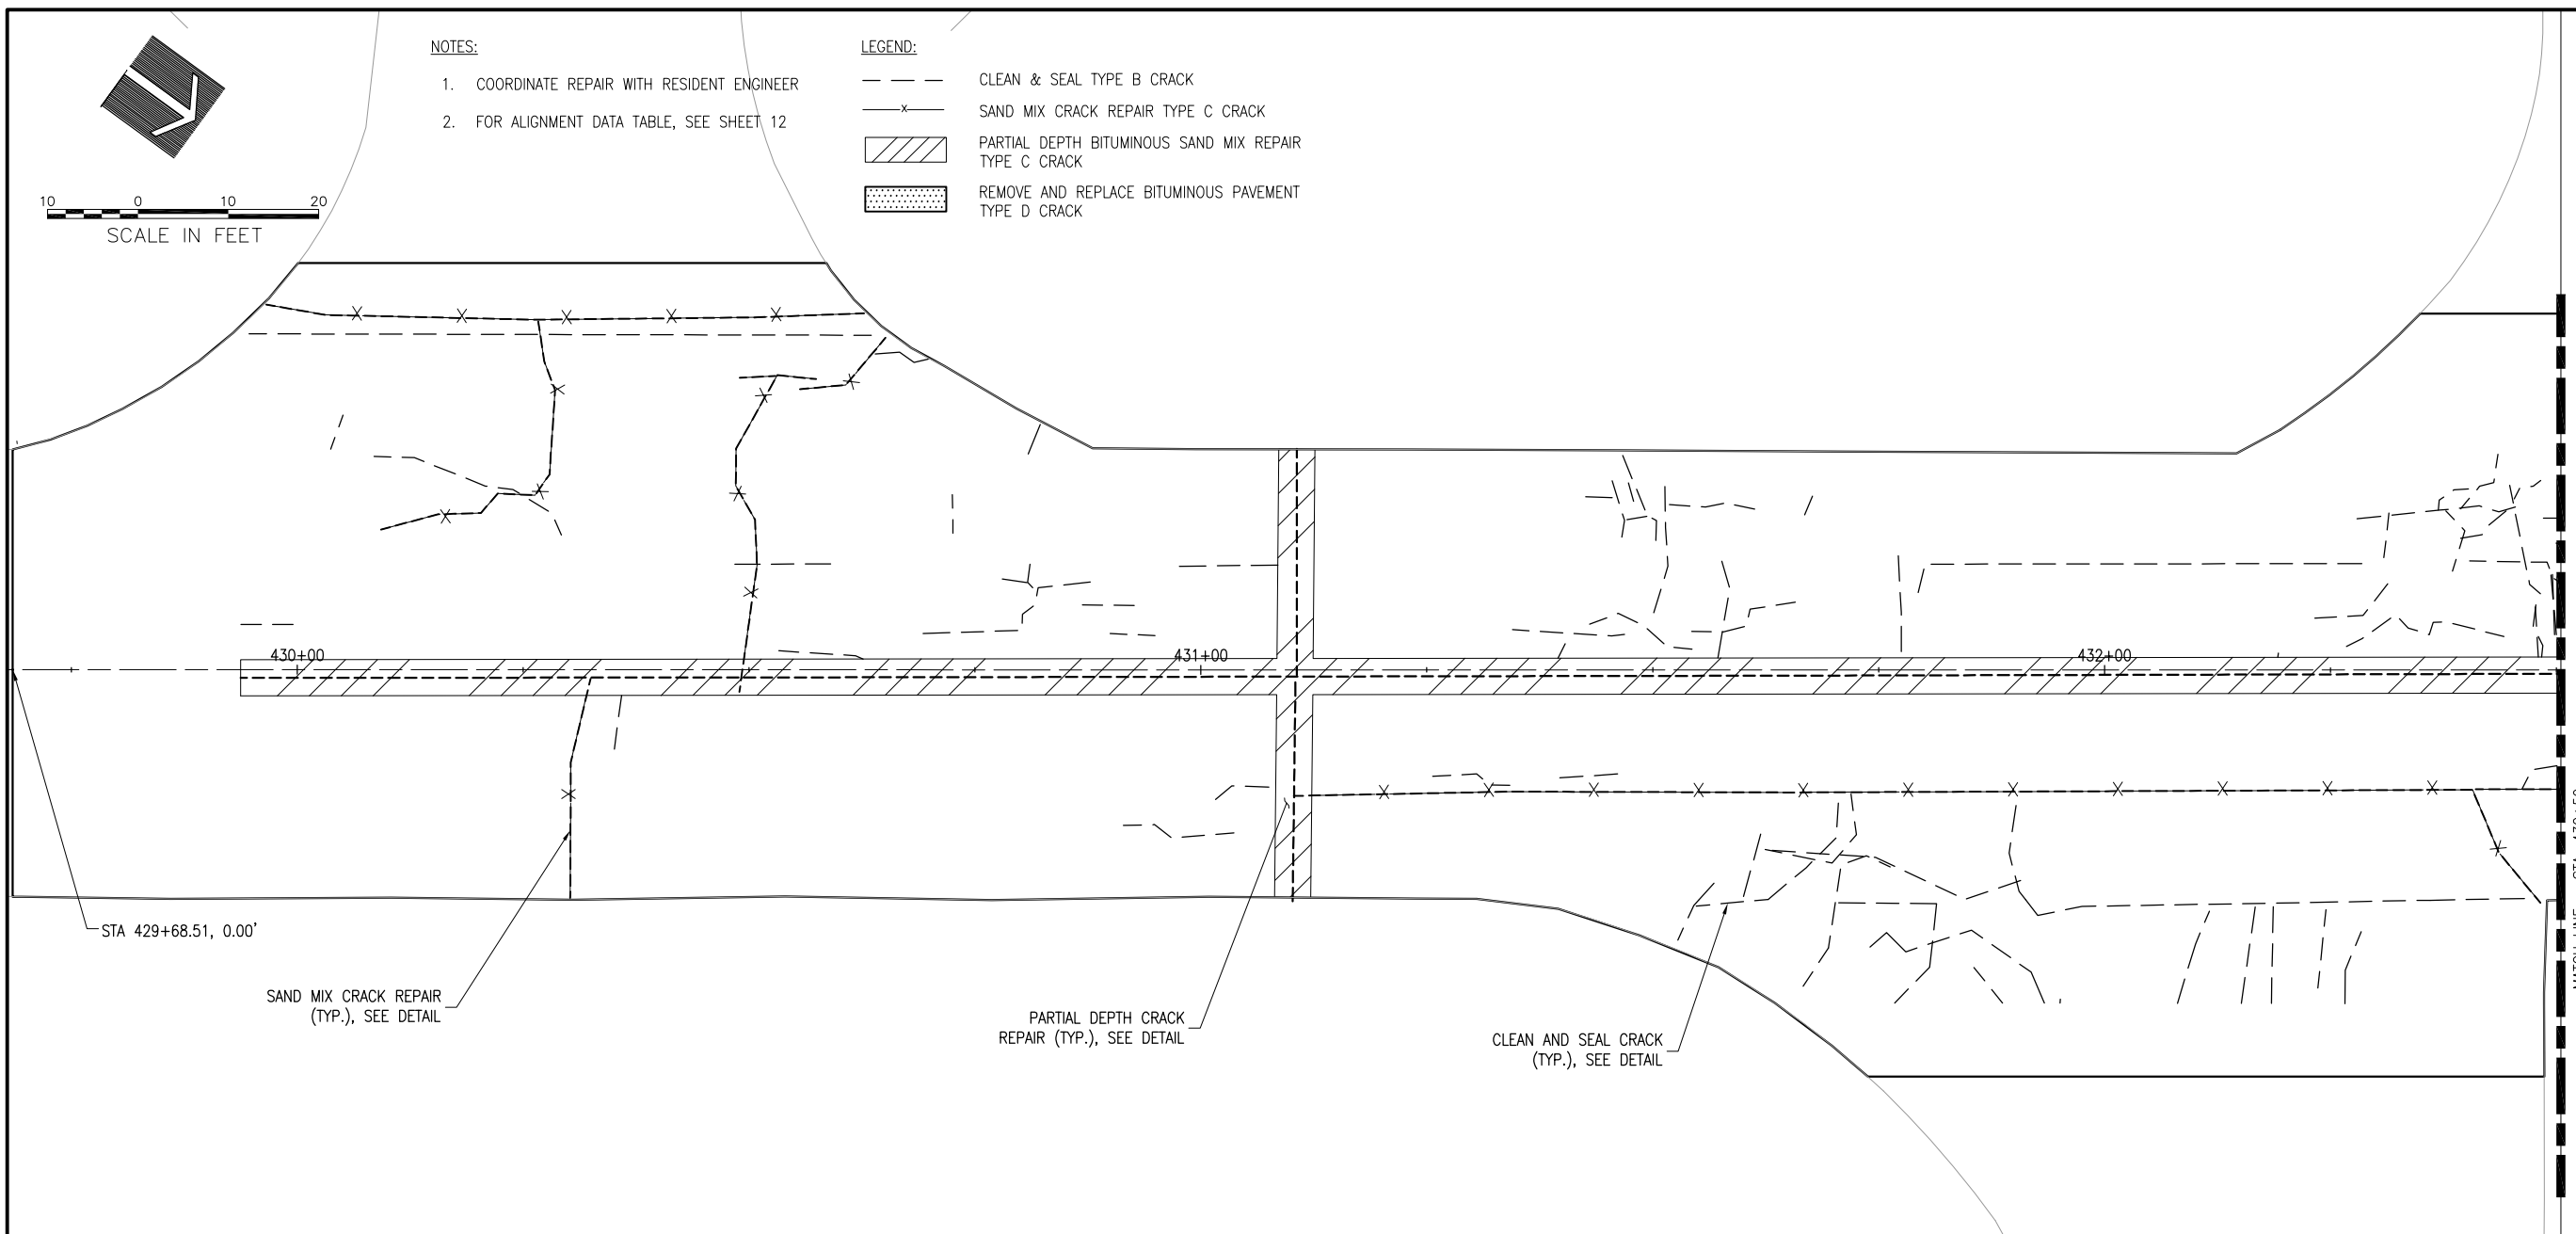 NOTES:
1. COORDINATE REPAIR WITH RESIDENT ENGINEER
2. FOR ALIGNMENT DATA TABLE, SEE SHEET 12
LEGEND:
CLEAN & SEAL TYPE B CRACK
SAND MIX CRACK REPAIR TYPE C CRACK
PARTIAL DEPTH BITUMINOUS SAND MIX REPAIR
TYPE C CRACK
REMOVE AND REPLACE BITUMINOUS PAVEMENT
TYPE D CRACK
10 0 10 20
SCALE IN FEET
430+00
431+00
432+00
STA 429+68.51, 0.00'
SAND MIX CRACK REPAIR
(TYP.), SEE DETAIL
PARTIAL DEPTH CRACK
REPAIR (TYP.), SEE DETAIL
CLEAN AND SEAL CRACK
(TYP.), SEE DETAIL